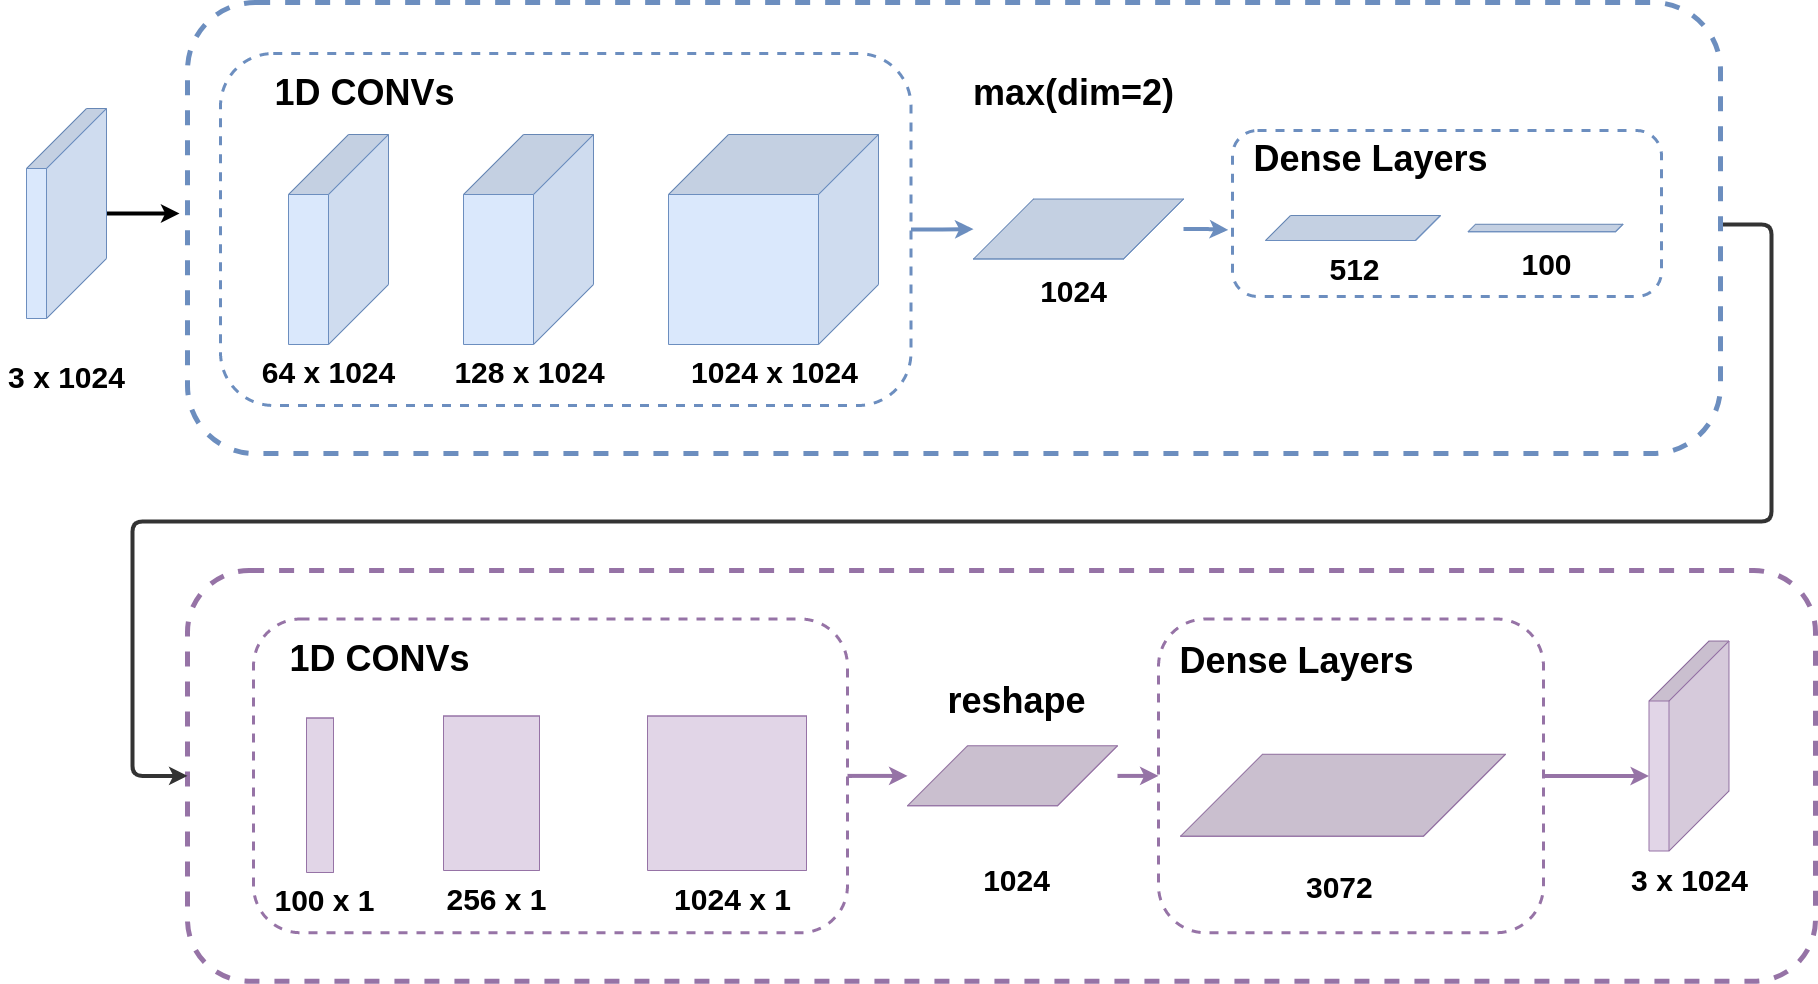 1D CONVs
max(dim=2)
Dense Layers
512
100
1024
64 x 1024
128 x 1024
1024 x 1024
3 x 1024
1D CONVs
reshape
Dense Layers
1024
3072
3 x 1024
100 x 1
256 x 1
1024 x 1